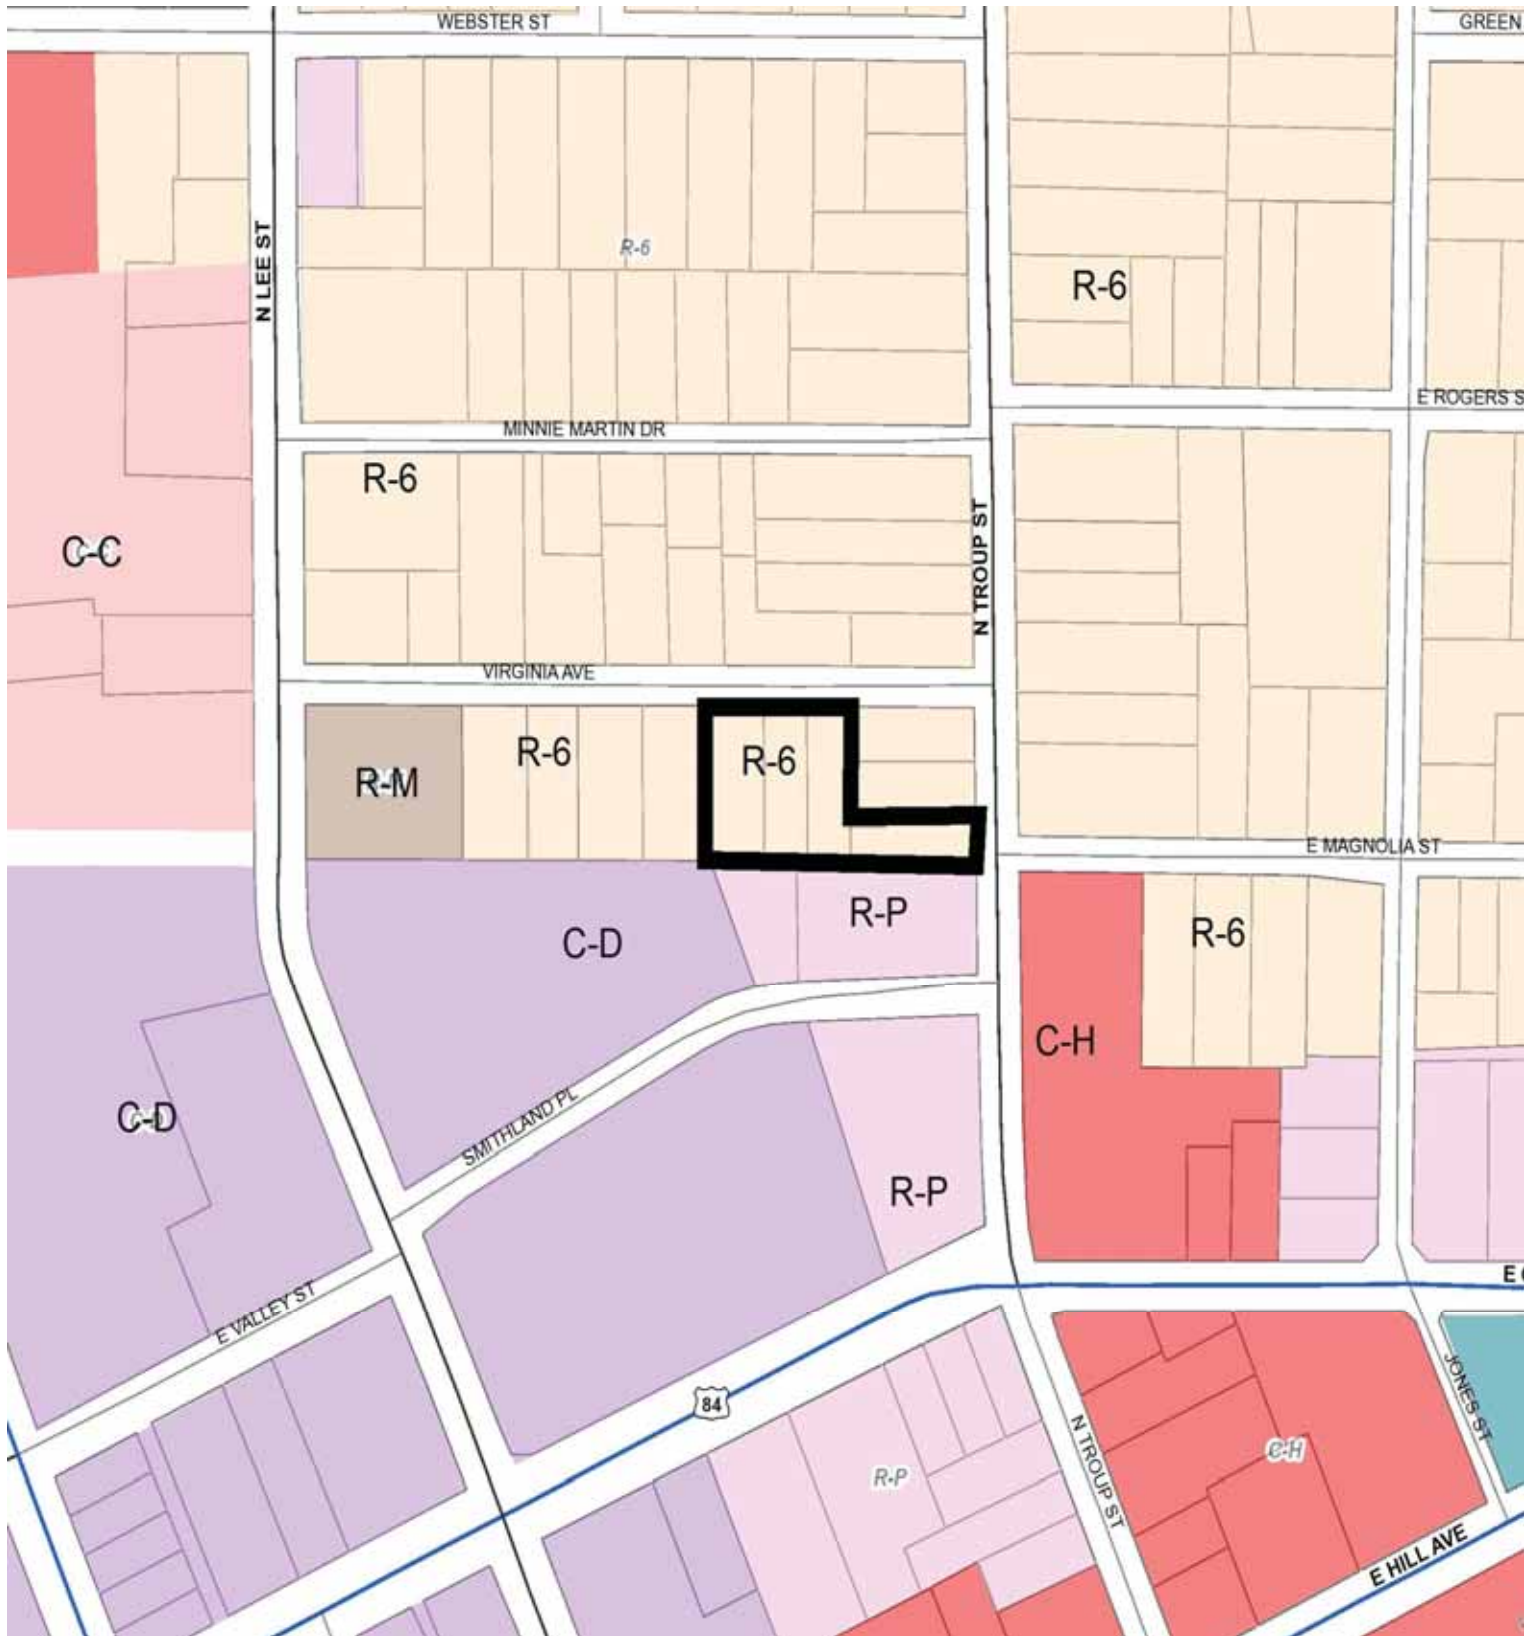 WEBSTER ST
GREEN
N LEE ST
R-6
R-6
E ROGERS S
MINNIE MARTIN DR
R-6
N TROUP ST
C-C
VIRGINIA AVE
R-6
R-6
R-M
E MAGNOLIA ST
R-P
R-6
C-D
C-H
C-D
SMITHLAND PL
R-P
E VALLEY ST
E
84
JONES ST
N TROUP ST
C-H
R-P
E HILL AVE